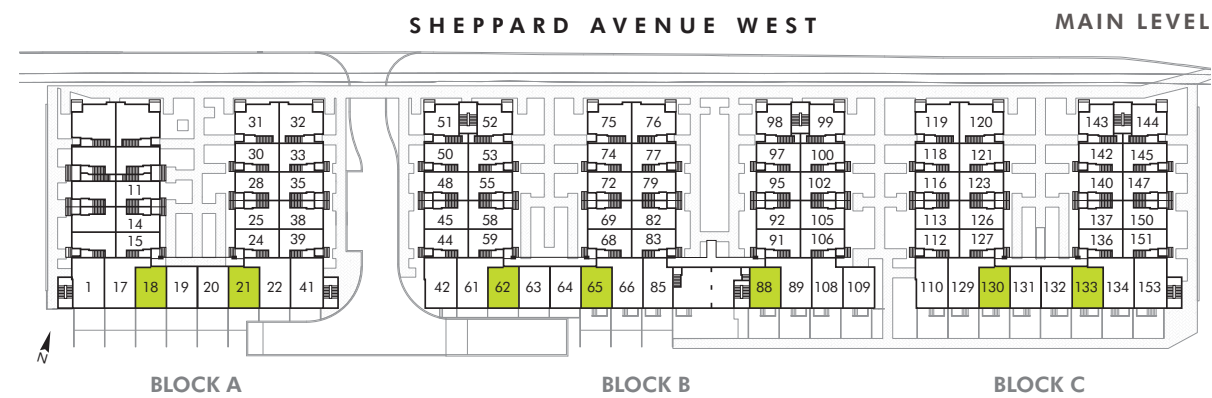 SHEPPARD AVENUE WEST
MAIN LEVEL
31 32 51 52 75 76 98 99 119 120 143 144
30 33 50 53 74 77 97 100 118 121 142 145
11 28 35 48 55 72 79 95 102 116 123 140 147
14 25 38 45 58 69 82 92 105 113 126 137 150
15 24 39 44 59 68 83 91 106 112 127 136 151
1 17 18 19 20 21 22 41 42 61 62 63 64 65 66 85 88 89 108 109 110 129 130 131 132 133 134 153
N
BLOCK A BLOCK B BLOCK C